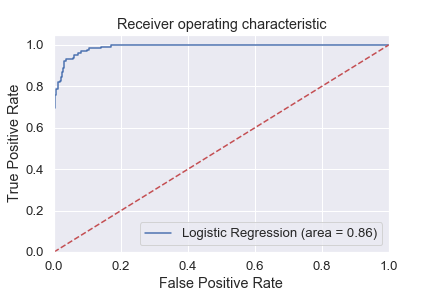 Receiver operating characteristic
True Positive Rate
1.0
0.8
0.6
0.4
0.2
0.0
Logistic Regression (area = 0.86)
0.0 0.2 0.4 0.6 0.8 1.0
False Positive Rate